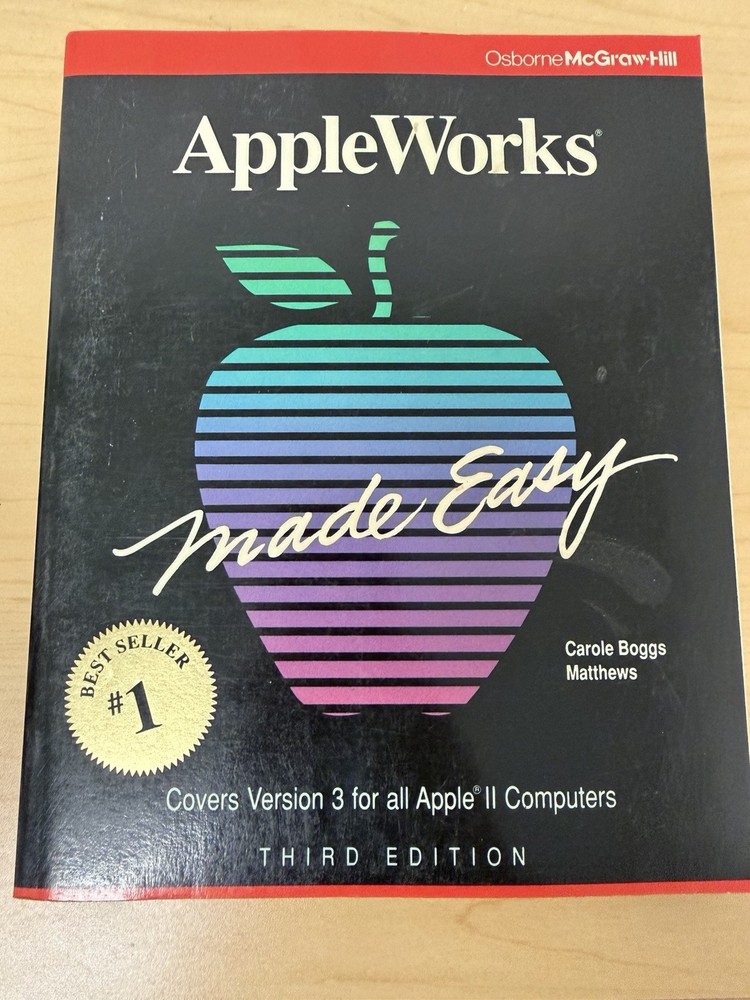 OsborneMcGraw-Hill
AppleWorks®
made Easy
Carole Boggs
Matthews
BEST SELLER
#1
Covers Version 3 for all Apple® II Computers
THIRD EDITION